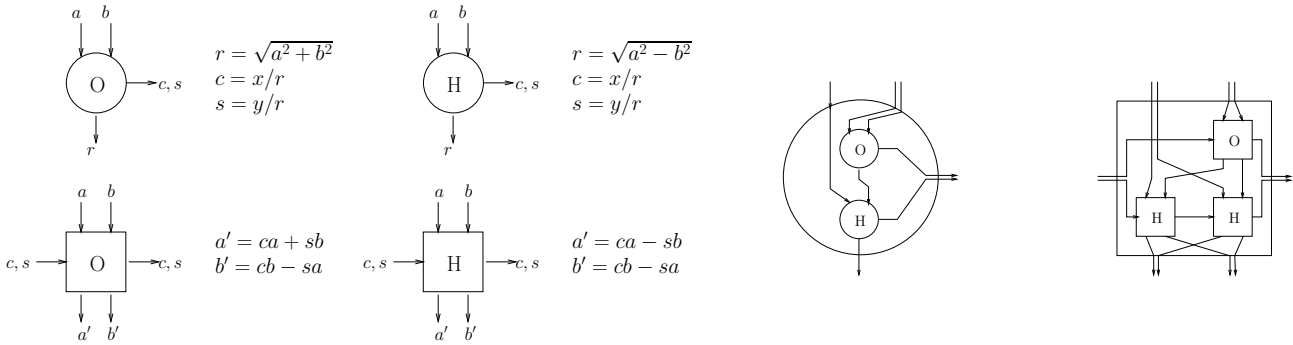 a b
O
c, s
r
r = √(a² + b²)
c = x/r
s = y/r
a b
H
c, s
r
r = √(a² − b²)
c = x/r
s = y/r
a b
c, s O c, s
a′ b′
a′ = ca + sb
b′ = cb − sa
a b
c, s H c, s
a′ b′
a′ = ca − sb
b′ = cb − sa
O
H
O
H H